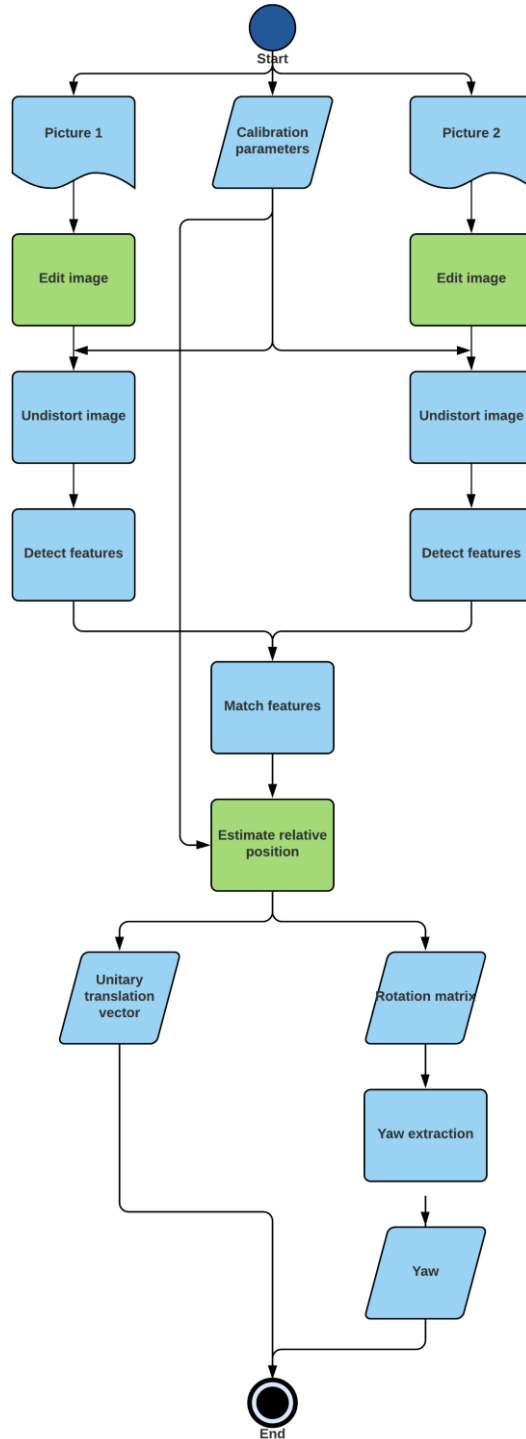 Start
Picture 1
Calibration
parameters
Picture 2
Edit image
Edit image
Undistort image
Undistort image
Detect features
Detect features
Match features
Estimate relative
position
Unitary
translation
vector
Rotation matrix
Yaw extraction
Yaw
End